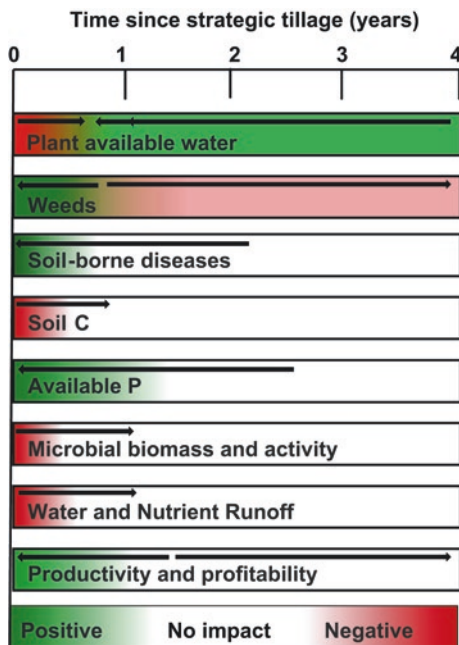 Time since strategic tillage (years)
0 1 2 3 4
Plant available water
Weeds
Soil-borne diseases
Soil C
Available P
Microbial biomass and activity
Water and Nutrient Runoff
Productivity and profitability
Positive No impact Negative